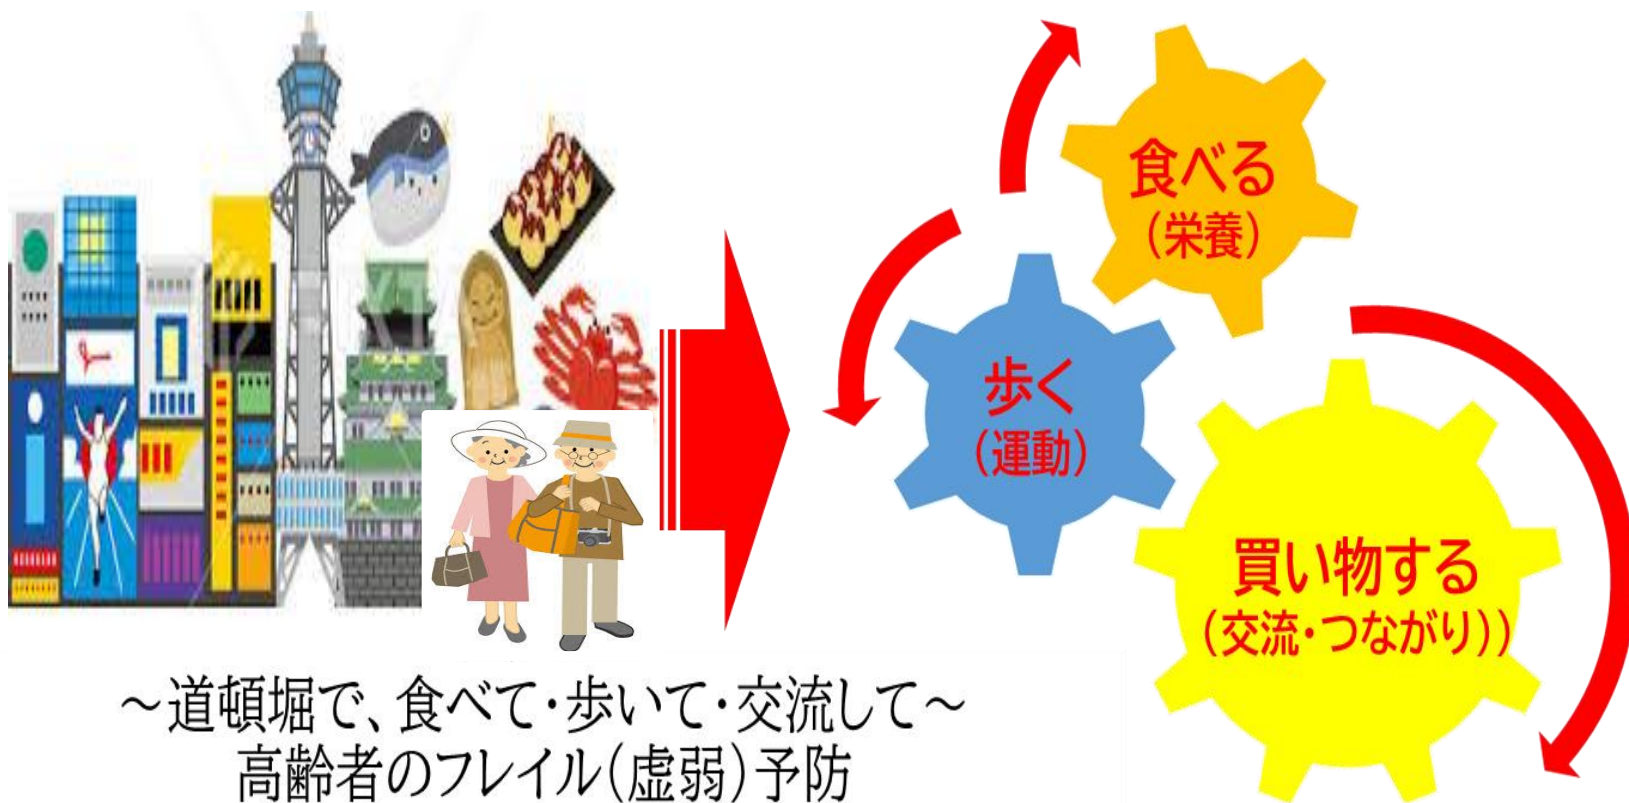 食べる
(栄養)
歩く
(運動)
買い物する
(交流・つながり))
～道頓堀で、食べて・歩いて・交流して～
高齢者のフレイル(虚弱)予防